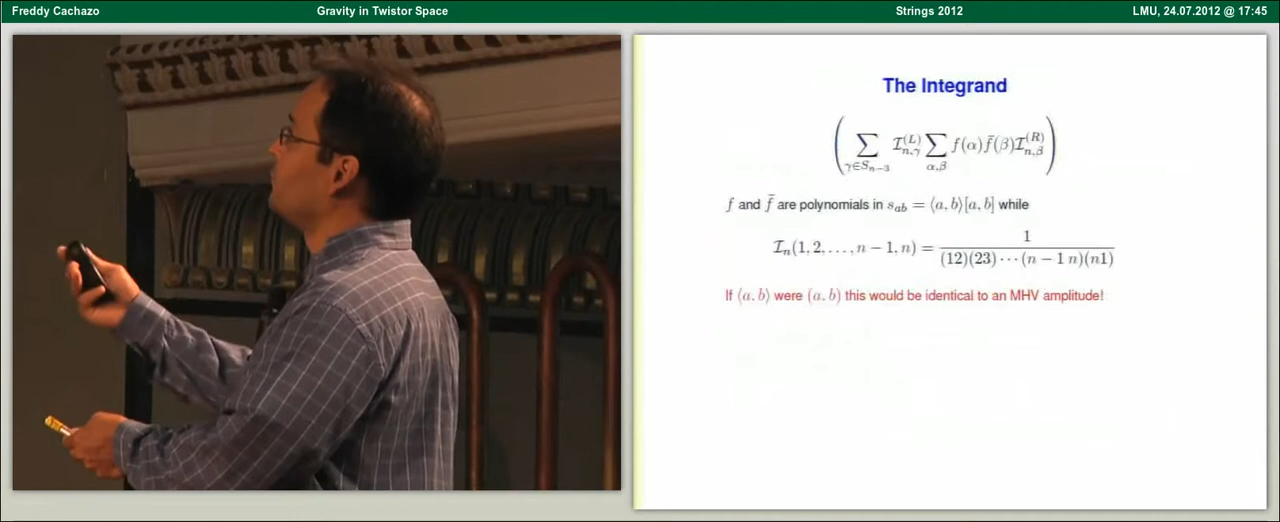 Freddy Cachazo Gravity in Twistor Space Strings 2012 LMU, 24.07.2012 @ 17:45
The Integrand
(∑_{γ∈S_{n−3}} I^{(L)}_{n,γ} ∑_{α,β} f(α)f̄(β)I^{(R)}_{n,β})
f and f̄ are polynomials in s_{ab} = ⟨a, b⟩[a, b] while
I_n(1, 2, . . . , n − 1, n) = 1 / (12)(23) · · · (n − 1 n)(n1)
If ⟨a, b⟩ were (a, b) this would be identical to an MHV amplitude!